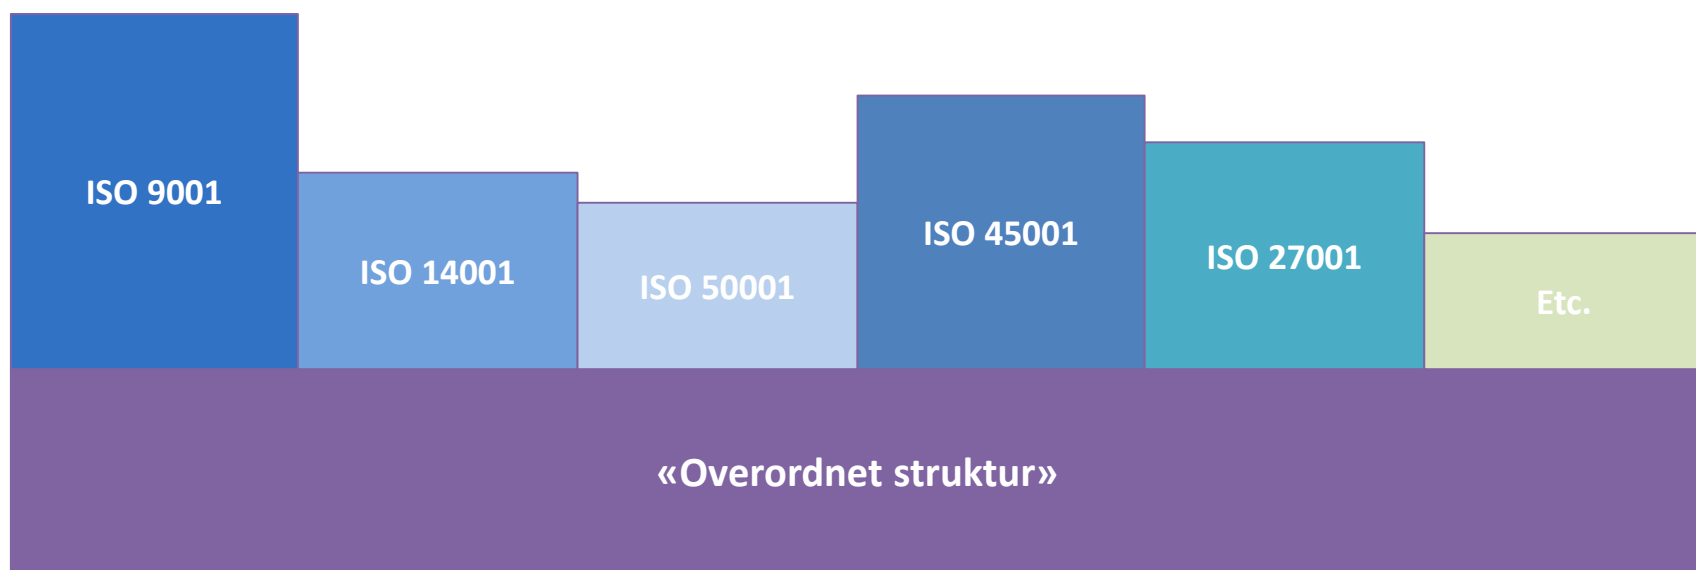 ISO 9001
ISO 14001
ISO 50001
ISO 45001
ISO 27001
Etc.
«Overordnet struktur»